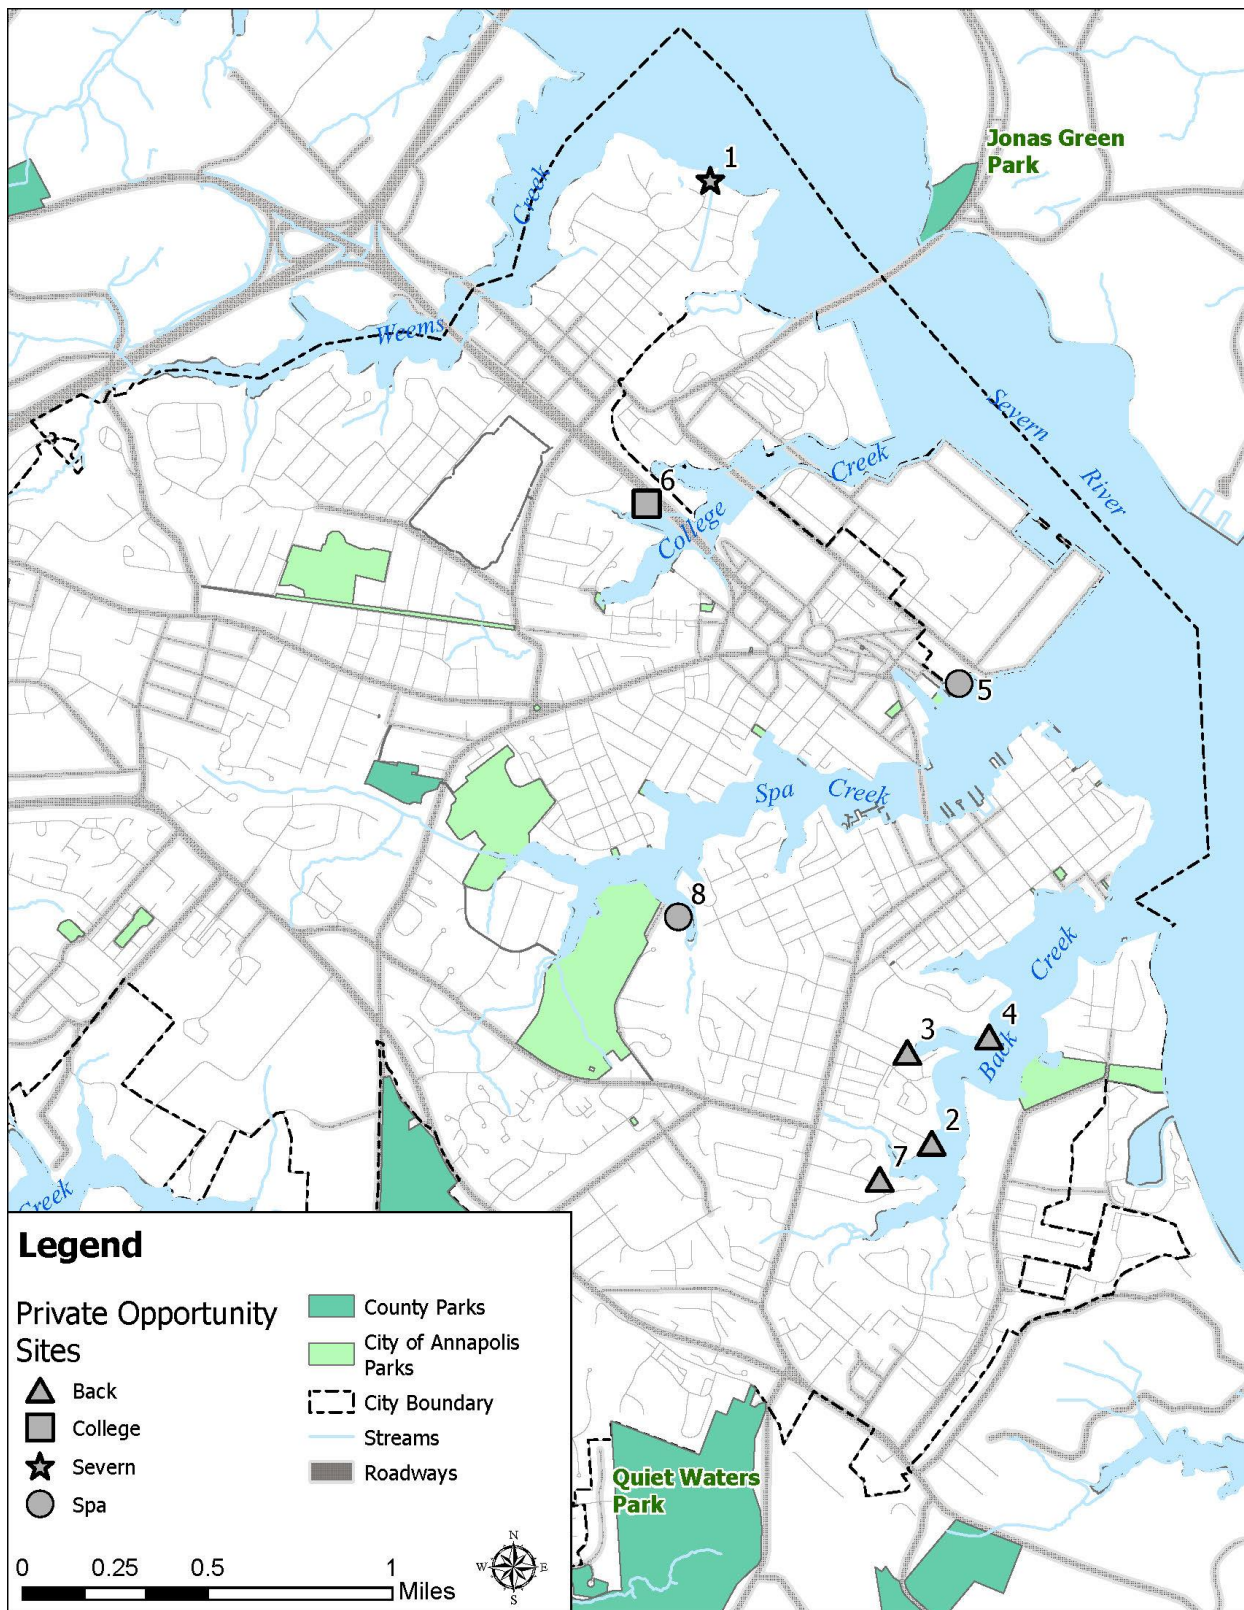 Jonas Green
Park
1
Creek
Weems
Severn
River
Creek
6
College
5
Spa Creek
8
Creek
3
4
Back
2
7
Creek
Legend
Private Opportunity
Sites
Back
College
Severn
Spa
County Parks
City of Annapolis
Parks
City Boundary
Streams
Roadways
0 0.25 0.5 1
Miles
N
W E
S
Quiet Waters
Park